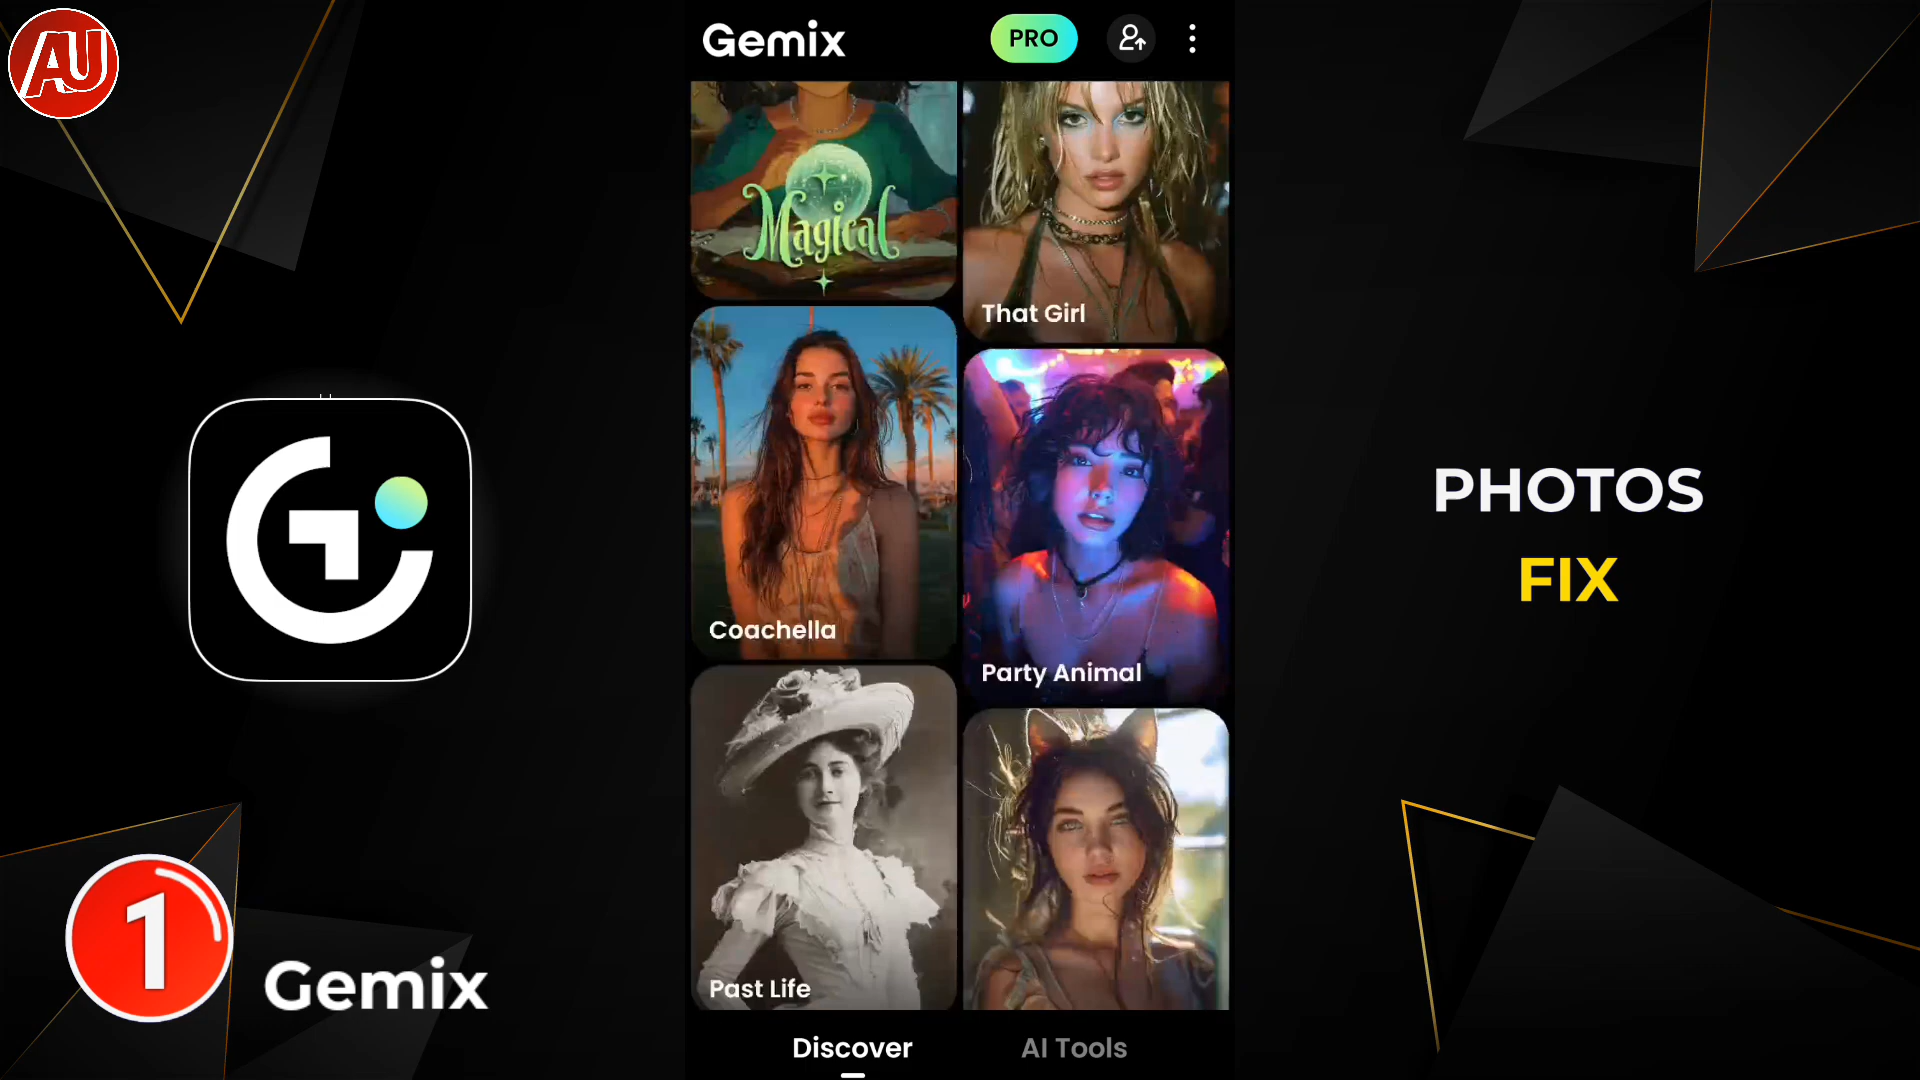 AU
Gemix
PRO
Magical
That Girl
Coachella
Party Animal
Past Life
Discover
AI Tools
PHOTOS
FIX
1
Gemix